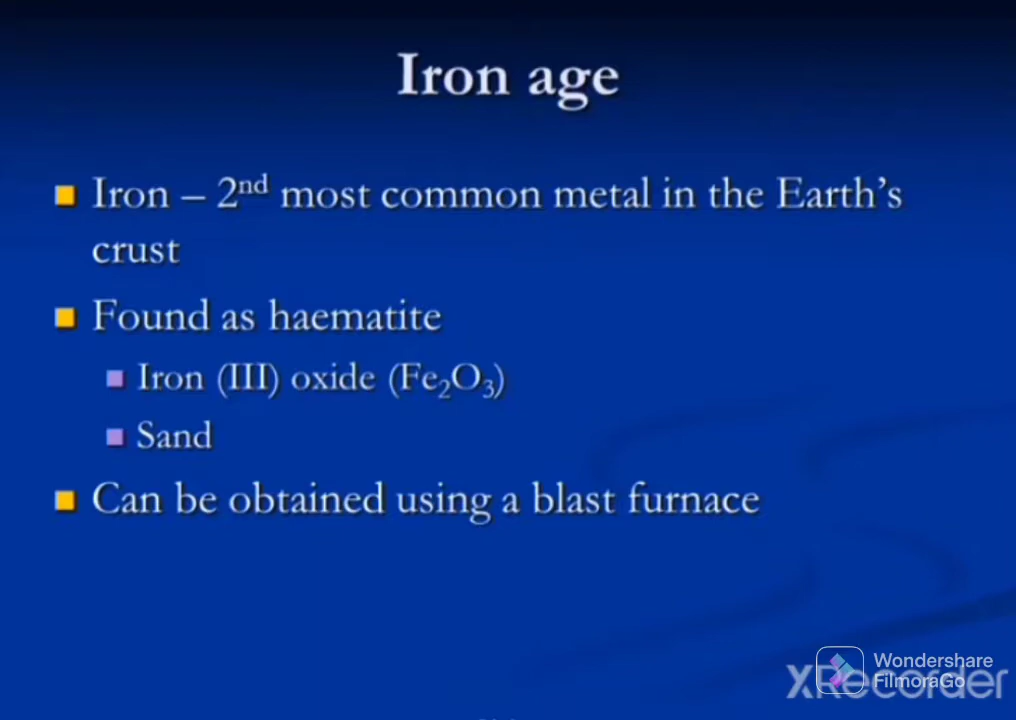 Iron age
Iron – 2nd most common metal in the Earth's
crust
Found as haematite
Iron (III) oxide (Fe₂O₃)
Sand
Can be obtained using a blast furnace
Wondershare
FilmoraGo
XRecorder